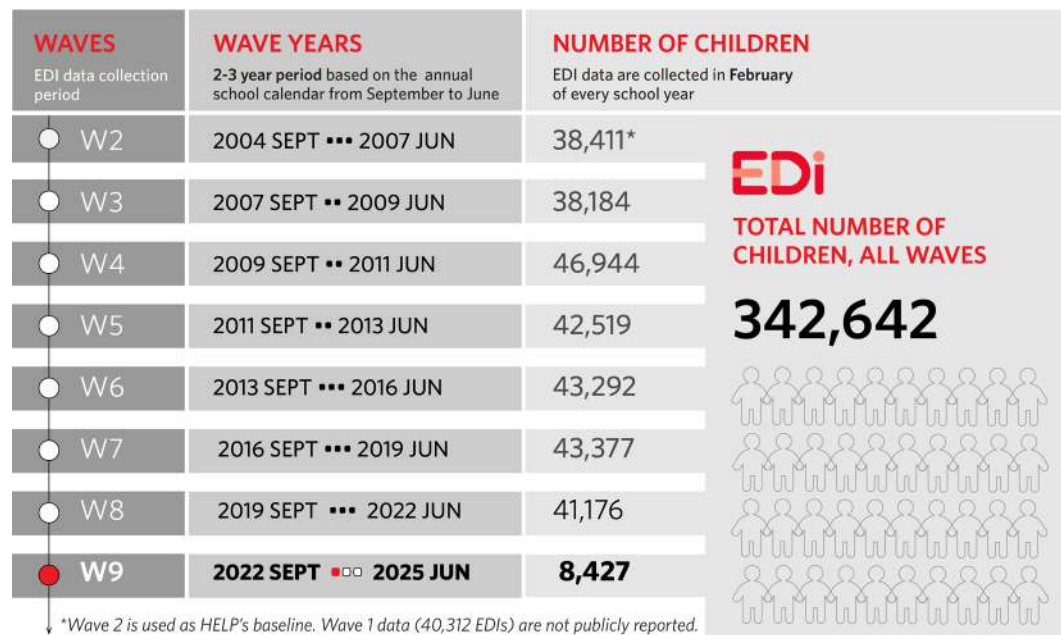 WAVES
EDI data collection
period
WAVE YEARS
2-3 year period based on the annual
school calendar from September to June
NUMBER OF CHILDREN
EDI data are collected in February
of every school year
W2 2004 SEPT ••• 2007 JUN 38,411*
W3 2007 SEPT •• 2009 JUN 38,184
W4 2009 SEPT •• 2011 JUN 46,944
W5 2011 SEPT •• 2013 JUN 42,519
W6 2013 SEPT ••• 2016 JUN 43,292
W7 2016 SEPT ••• 2019 JUN 43,377
W8 2019 SEPT ••• 2022 JUN 41,176
W9 2022 SEPT ▪▫▫ 2025 JUN 8,427
EDi
TOTAL NUMBER OF
CHILDREN, ALL WAVES
342,642
*Wave 2 is used as HELP's baseline. Wave 1 data (40,312 EDIs) are not publicly reported.